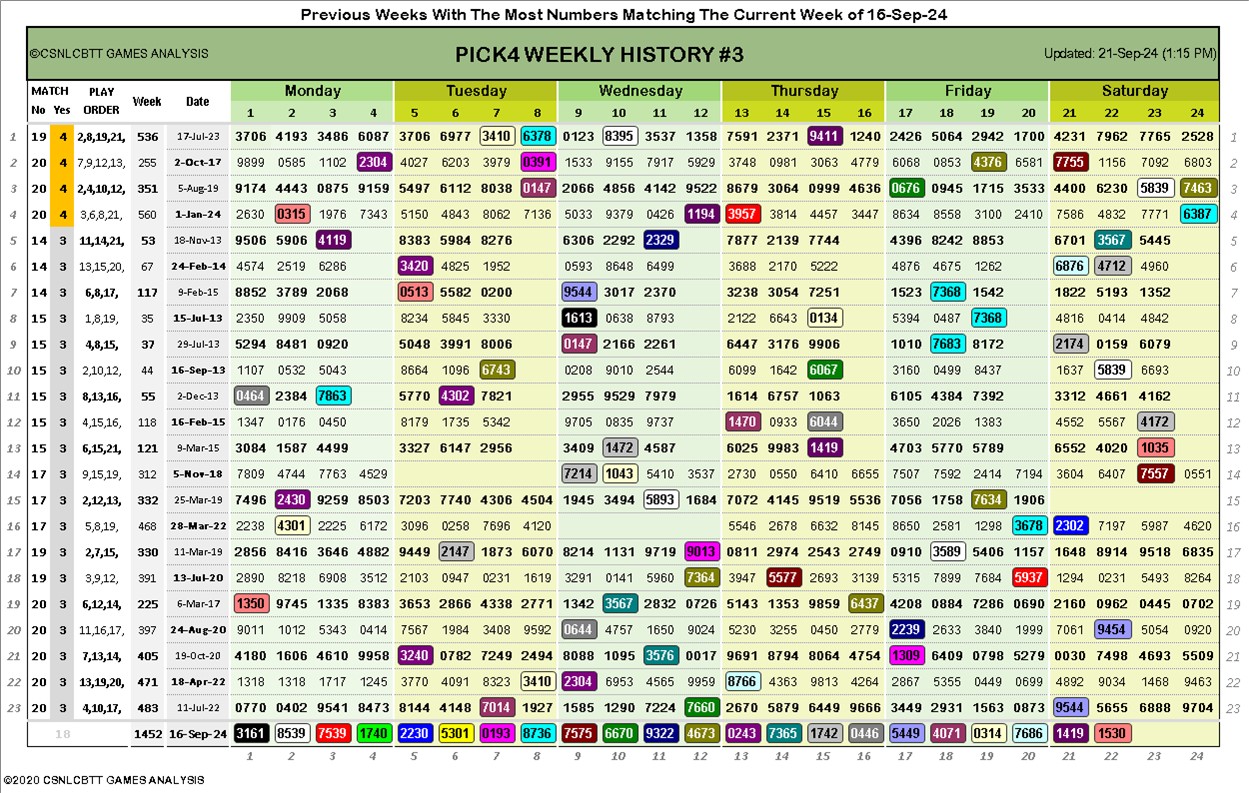 Previous Weeks With The Most Numbers Matching The Current Week of 16-Sep-24
©CSNLCBTT GAMES ANALYSIS PICK4 WEEKLY HISTORY #3 Updated: 21-Sep-24 (1:15 PM)
MATCH PLAY Week Date Monday Tuesday Wednesday Thursday Friday Saturday
No Yes ORDER 1 2 3 4 5 6 7 8 9 10 11 12 13 14 15 16 17 18 19 20 21 22 23 24
1 19 4 2,8,19,21, 536 17-Jul-23 3706 4193 3486 6087 3706 6977 3410 6378 0123 8395 3537 1358 7591 2371 9411 1240 2426 5064 2942 1700 4231 7962 7765 2528 1
2 20 4 7,9,12,13, 255 2-Oct-17 9899 0585 1102 2304 4027 6203 3979 0391 1533 9155 7917 5929 3748 0981 3063 4779 6068 0853 4376 6581 7755 1156 7092 6803 2
3 20 4 2,4,10,12, 351 5-Aug-19 9174 4443 0875 9159 5497 6112 8038 0147 2066 4856 4142 9522 8679 3064 0999 4636 0676 0945 1715 3533 4400 6230 5839 7463 3
4 20 4 3,6,8,21, 560 1-Jan-24 2630 0315 1976 7343 5150 4843 8062 7136 5033 9379 0426 1194 3957 3814 4457 3447 8634 8558 3100 2410 7586 4832 7771 6387 4
5 14 3 11,14,21, 53 18-Nov-13 9506 5906 4119 8383 5984 8276 6306 2292 2329 7877 2139 7744 4396 8242 8853 6701 3567 5445 5
6 14 3 13,15,20, 67 24-Feb-14 4574 2519 6286 3420 4825 1952 0593 8648 6499 3688 2170 5222 4876 4675 1262 6876 4712 4960 6
7 14 3 6,8,17, 117 9-Feb-15 8852 3789 2068 0513 5582 0200 9544 3017 2370 3238 3054 7251 1523 7368 1542 1822 5193 1352 7
8 15 3 1,8,19, 35 15-Jul-13 2350 9909 5058 8234 5845 3330 1613 0638 8793 2122 6643 0134 5394 0487 7368 4816 0414 4842 8
9 15 3 4,8,15, 37 29-Jul-13 5294 8481 0920 5048 3991 8006 0147 2166 2261 6447 3176 9906 1010 7683 8172 2174 0159 6079 9
10 15 3 2,10,12, 44 16-Sep-13 1107 0532 5043 8664 1096 6743 0208 9010 2544 6099 1642 6067 3160 0499 8437 1637 5839 6693 10
11 15 3 8,13,16, 55 2-Dec-13 0464 2384 7863 5770 4302 7821 2955 9529 7979 1614 6757 1063 6105 4384 7392 3312 4661 4162 11
12 15 3 4,15,16, 118 16-Feb-15 1347 0176 0450 8179 1735 5342 9705 0835 9737 1470 0933 6044 3650 2026 1383 4552 5567 4172 12
13 15 3 6,15,21, 121 9-Mar-15 3084 1587 4499 3327 6147 2956 3409 1472 4587 6025 9983 1419 4703 5770 5789 6552 4020 1035 13
14 17 3 9,15,19, 312 5-Nov-18 7809 4744 7763 4529 7214 1043 5410 3537 2730 0550 6410 6655 7507 7592 2414 7194 3604 6407 7557 0551 14
15 17 3 2,12,13, 332 25-Mar-19 7496 2430 9259 8503 7203 7740 4306 4504 1945 3494 5893 1684 7072 4145 9519 5536 7056 1758 7634 1906 15
16 17 3 5,8,19, 468 28-Mar-22 2238 4301 2225 6172 3096 0258 7696 4120 5546 2678 6632 8145 8650 2581 1298 3678 2302 7197 5987 4620 16
17 19 3 2,7,15, 330 11-Mar-19 2856 8416 3646 4882 9449 2147 1873 6070 8214 1131 9719 9013 0811 2974 2543 2749 0910 3589 5406 1157 1648 8914 9518 6835 17
18 19 3 3,9,12, 391 13-Jul-20 2890 8218 6908 3512 2103 0947 0231 1619 3291 0141 5960 7364 3947 5577 2693 3139 5315 7899 7684 5937 1294 0231 5493 8264 18
19 20 3 6,12,14, 225 6-Mar-17 1350 9745 1335 8383 3653 2866 4338 2771 1342 3567 2832 0726 5143 1353 9859 6437 4208 0884 7286 0690 2160 0962 0445 0702 19
20 20 3 11,16,17, 397 24-Aug-20 9011 1012 5343 0414 7567 1984 3408 9592 0644 4757 1650 9024 5230 3255 0450 2779 2239 2633 3840 1999 7061 9454 5054 0920 20
21 20 3 7,13,14, 405 19-Oct-20 4180 1606 4610 9958 3240 0782 7249 2494 8088 1095 3576 0017 9691 8794 8064 4754 1309 6409 0798 5279 0030 7498 4693 5509 21
22 20 3 13,19,20, 471 18-Apr-22 1318 1318 1717 1245 3770 4091 8323 3410 2304 6953 4565 9959 8766 4363 9813 4264 2867 5355 0449 0699 4892 9034 1468 9463 22
23 20 3 4,10,17, 483 11-Jul-22 0770 0402 9541 8473 8144 4148 7014 1927 1585 1290 7224 7660 2670 5879 6449 9666 3449 2931 1563 0873 9544 5655 6888 9704 23
18 1452 16-Sep-24 3161 8539 7539 1740 2230 5301 0193 8736 7575 6670 9322 4673 0243 7365 1742 0446 5449 4071 0314 7686 1419 1530
1 2 3 4 5 6 7 8 9 10 11 12 13 14 15 16 17 18 19 20 21 22 23 24
©2020 CSNLCBTT GAMES ANALYSIS